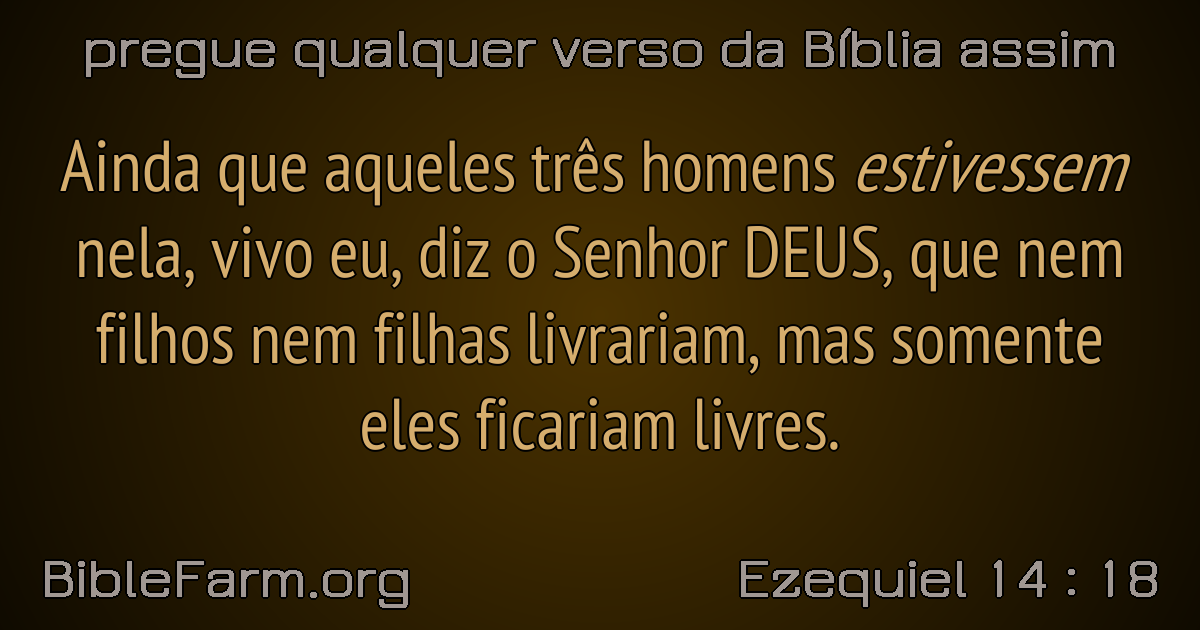 pregue qualquer verso da Bíblia assim
Ainda que aqueles três homens estivessem
nela, vivo eu, diz o Senhor DEUS, que nem
filhos nem filhas livrariam, mas somente
eles ficariam livres.
BibleFarm.org
Ezequiel 14 : 18